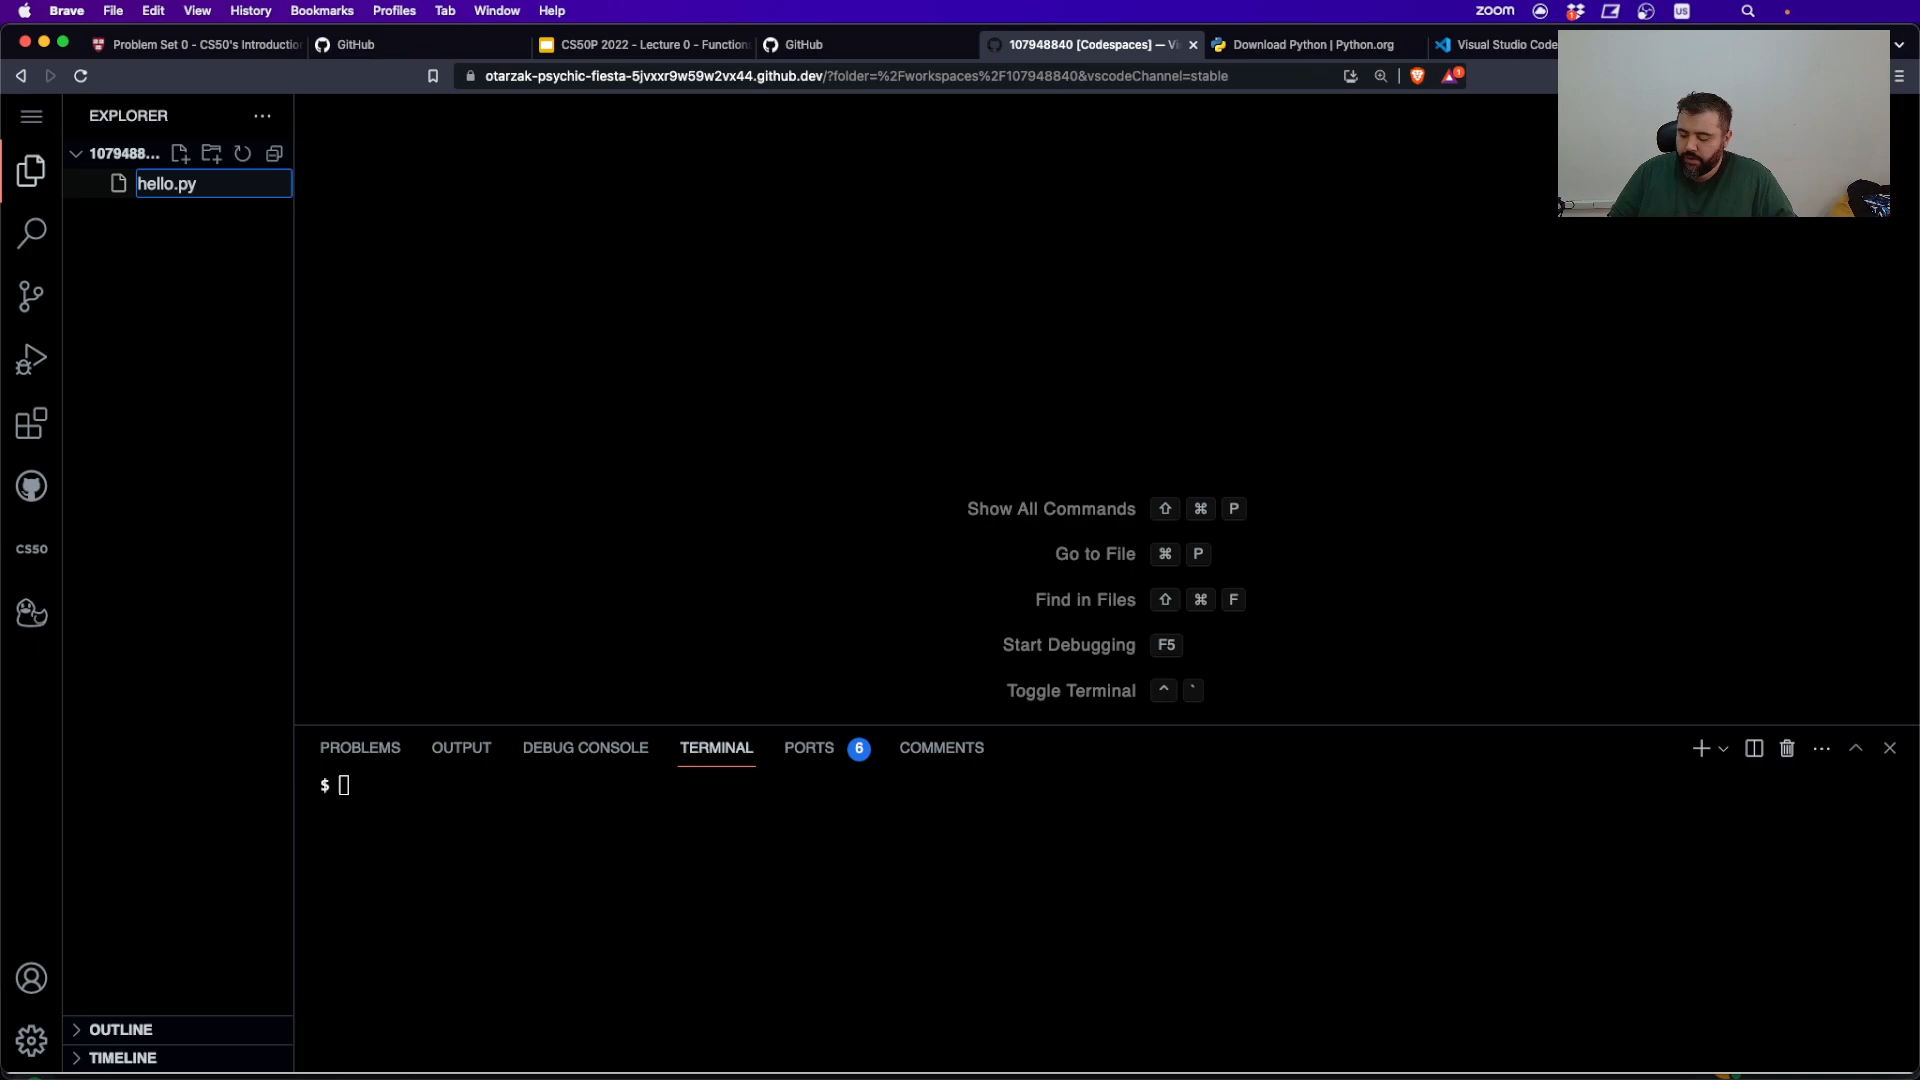 Brave File Edit View History Bookmarks Profiles Tab Window Help zoom US
Problem Set 0 - CS50's Introductio GitHub CS50P 2022 - Lecture 0 - Function GitHub 107948840 [Codespaces] — Vi Download Python | Python.org Visual Studio Code
otarzak-psychic-fiesta-5jvxxr9w59w2vx44.github.dev/?folder=%2Fworkspaces%2F107948840&vscodeChannel=stable 1
EXPLORER
1079488...
hello.py
Show All Commands ⇧ ⌘ P
Go to File ⌘ P
Find in Files ⇧ ⌘ F
Start Debugging F5
Toggle Terminal ^ `
CS50
PROBLEMS OUTPUT DEBUG CONSOLE TERMINAL PORTS 6 COMMENTS
$
OUTLINE
TIMELINE